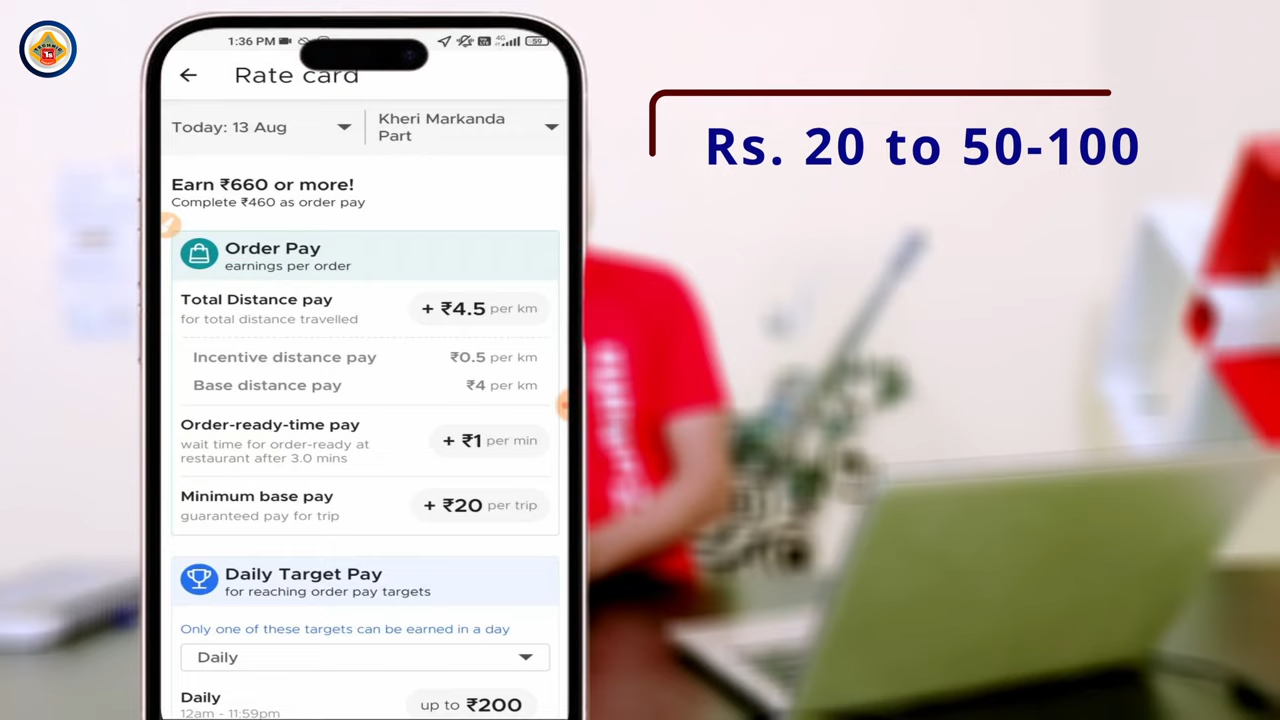 1:36 PM
4G
59
Rate card
Today: 13 Aug
Kheri Markanda
Part
Earn ₹660 or more!
Complete ₹460 as order pay
Order Pay
earnings per order
Total Distance pay
+ ₹4.5 per km
for total distance travelled
Incentive distance pay
₹0.5 per km
Base distance pay
₹4 per km
Order-ready-time pay
+ ₹1 per min
wait time for order-ready at
restaurant after 3.0 mins
Minimum base pay
+ ₹20 per trip
guaranteed pay for trip
Daily Target Pay
for reaching order pay targets
Only one of these targets can be earned in a day
Daily
Daily
up to ₹200
12am - 11:59pm
Rs. 20 to 50-100